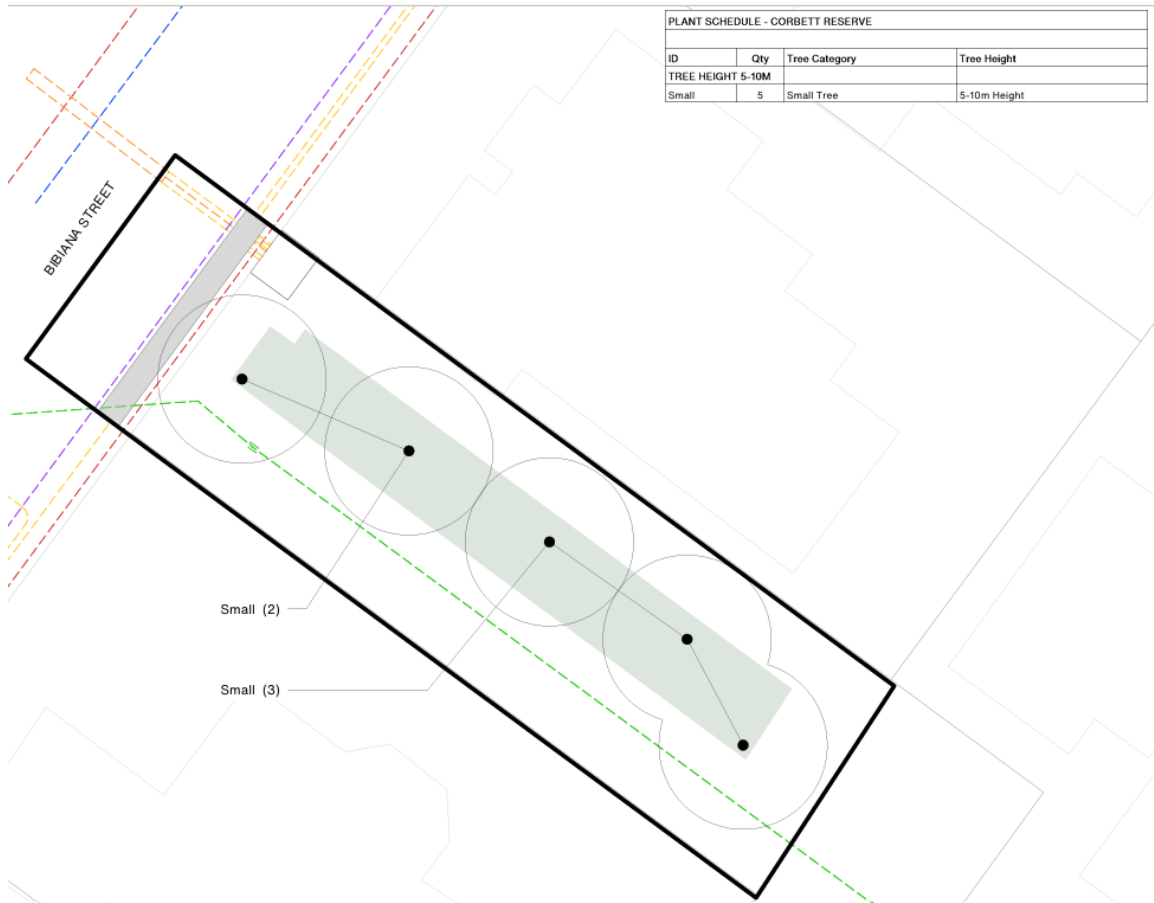 PLANT SCHEDULE - CORBETT RESERVE
ID Qty Tree Category Tree Height
TREE HEIGHT 5-10M
Small 5 Small Tree 5-10m Height
BIBIANA STREET
Small (2)
Small (3)